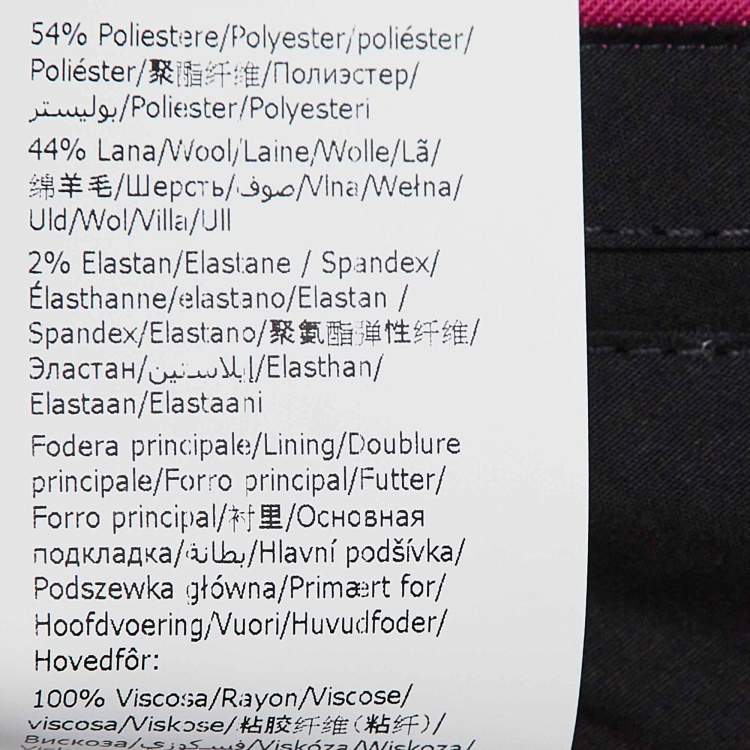 54% Poliestere/Polyester/poliéster/
Poliéster/聚酯纤维/Полиэстер/
بوليستر/Poliester/Polyesteri
44% Lana/Wool/Laine/Wolle/Lã/
绵羊毛/Шерсть/صوف/Vlna/Wełna/
Uld/Wol/Villa/Ull
2% Elastan/Elastane / Spandex/
Élasthanne/elastano/Elastan /
Spandex/Elastano/聚氨酯弹性纤维/
Эластан/إيلاستين/Elasthan/
Elastaan/Elastaani
Fodera principale/Lining/Doublure
principale/Forro principal/Futter/
Forro principal/衬里/Основная
подкладка/بطانة/Hlavní podšívka/
Podszewka główna/Primært for/
Hoofdvoering/Vuori/Huvudfoder/
Hovedfôr:
100% Viscosa/Rayon/Viscose/
viscosa/Viskose/粘胶纤维(粘纤)/
Вискоза/فيسكوزي/Viskóza/Wiskoza/